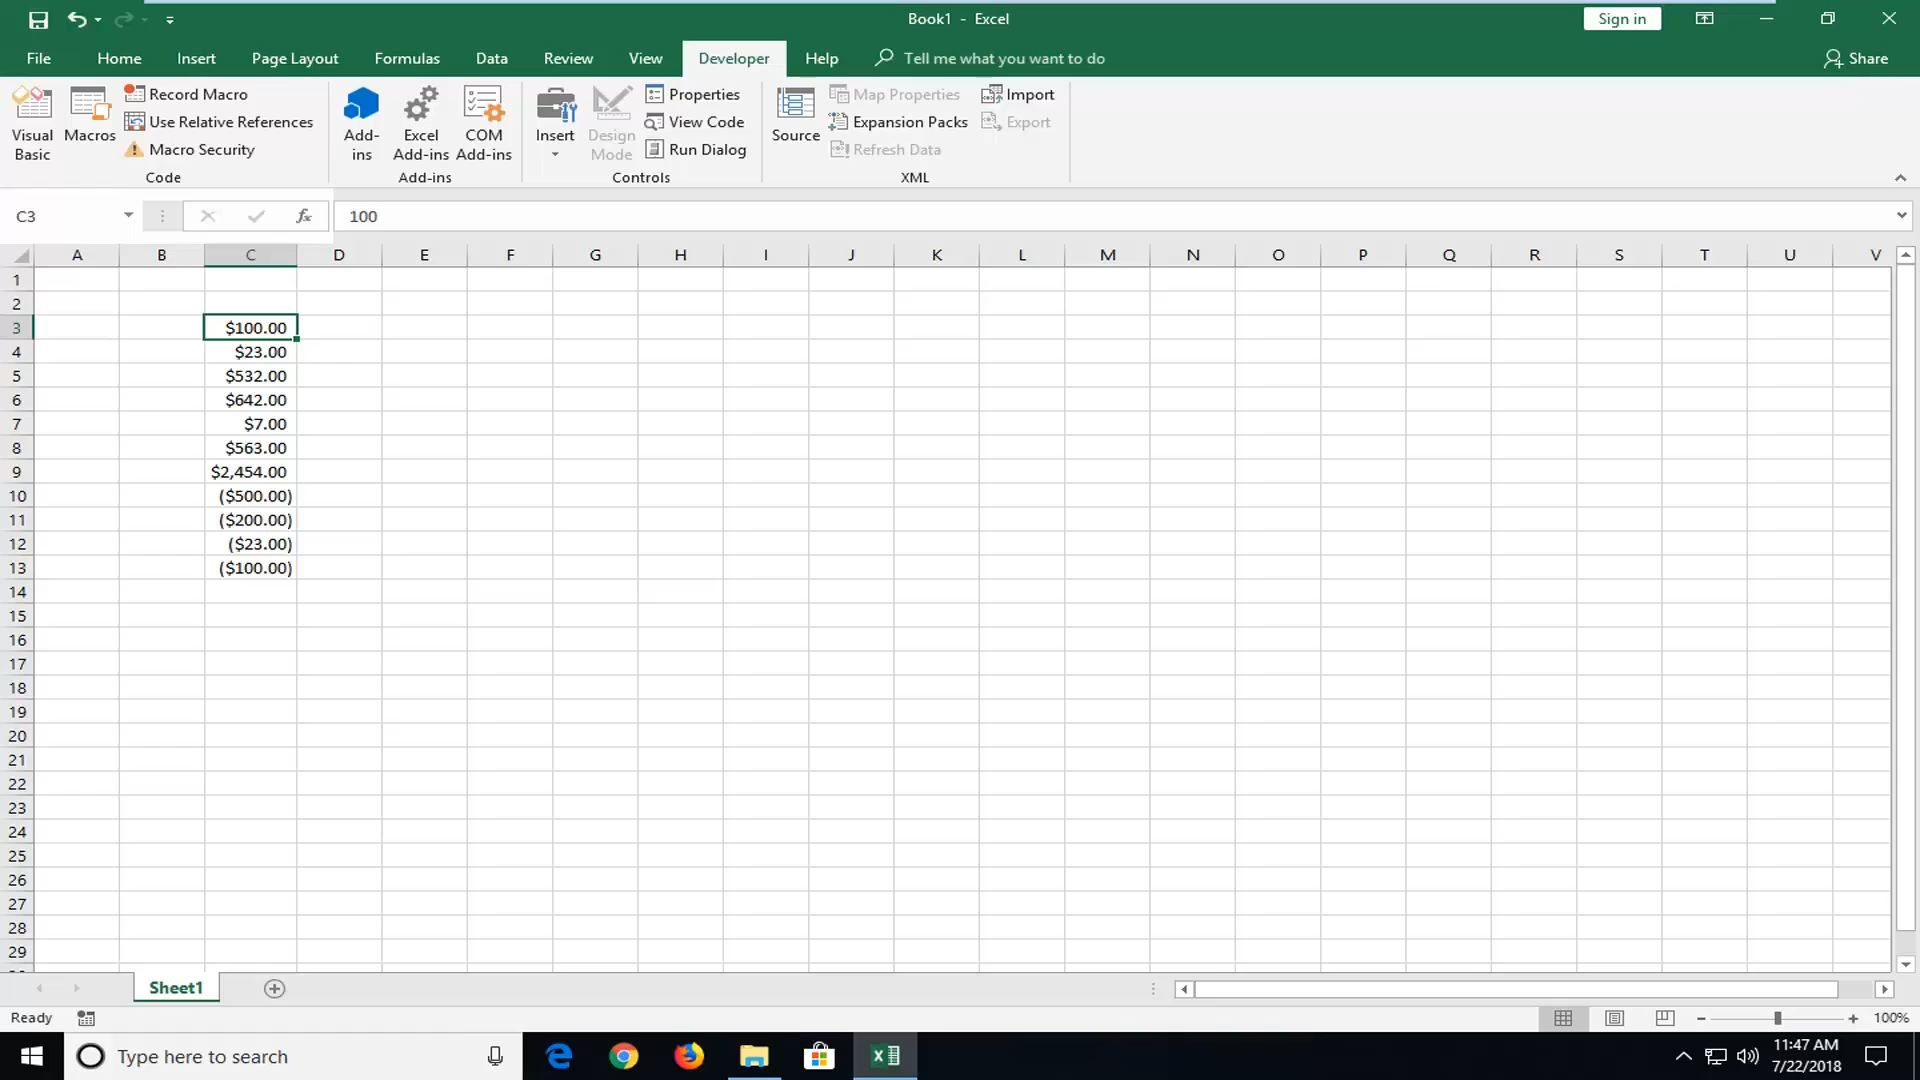 Book1 - Excel
Sign in
File Home Insert Page Layout Formulas Data Review View Developer Help Tell me what you want to do Share
Visual Basic
Macros
Record Macro
Use Relative References
Macro Security
Code
Add-ins
Excel Add-ins
COM Add-ins
Add-ins
Insert
Design Mode
Properties
View Code
Run Dialog
Controls
Source
Map Properties
Expansion Packs
Refresh Data
Import
Export
XML
C3 fx 100
A B C D E F G H I J K L M N O P Q R S T U V
1
2
3 $100.00
4 $23.00
5 $532.00
6 $642.00
7 $7.00
8 $563.00
9 $2,454.00
10 ($500.00)
11 ($200.00)
12 ($23.00)
13 ($100.00)
14
15
16
17
18
19
20
21
22
23
24
25
26
27
28
29
Sheet1
Ready 100%
Type here to search
11:47 AM
7/22/2018